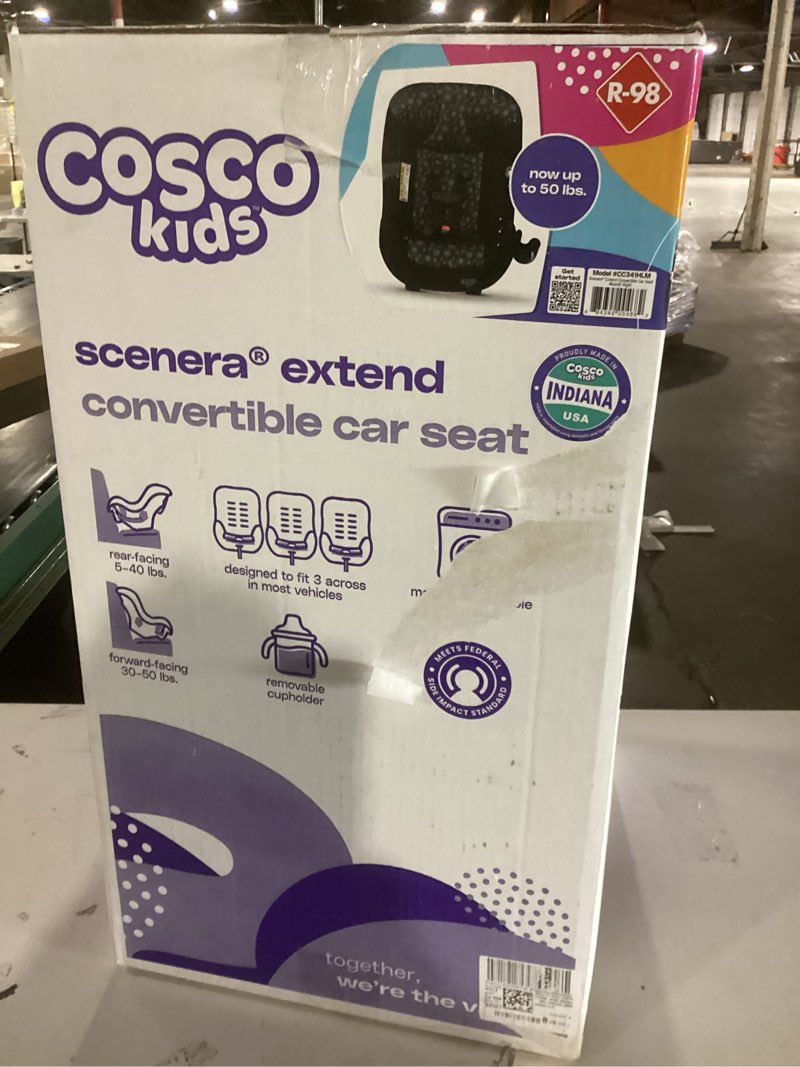 R-98
cosco
kids™
now up
to 50 lbs.
Get
started
Model #CC341HLM
scenera® extend
convertible car seat
PROUDLY MADE IN
cosco
kids
INDIANA
USA
rear-facing
5-40 lbs.
designed to fit 3 across
in most vehicles
forward-facing
30-50 lbs.
removable
cupholder
MEETS FEDERAL
SIDE IMPACT STANDARD
together,
we're the